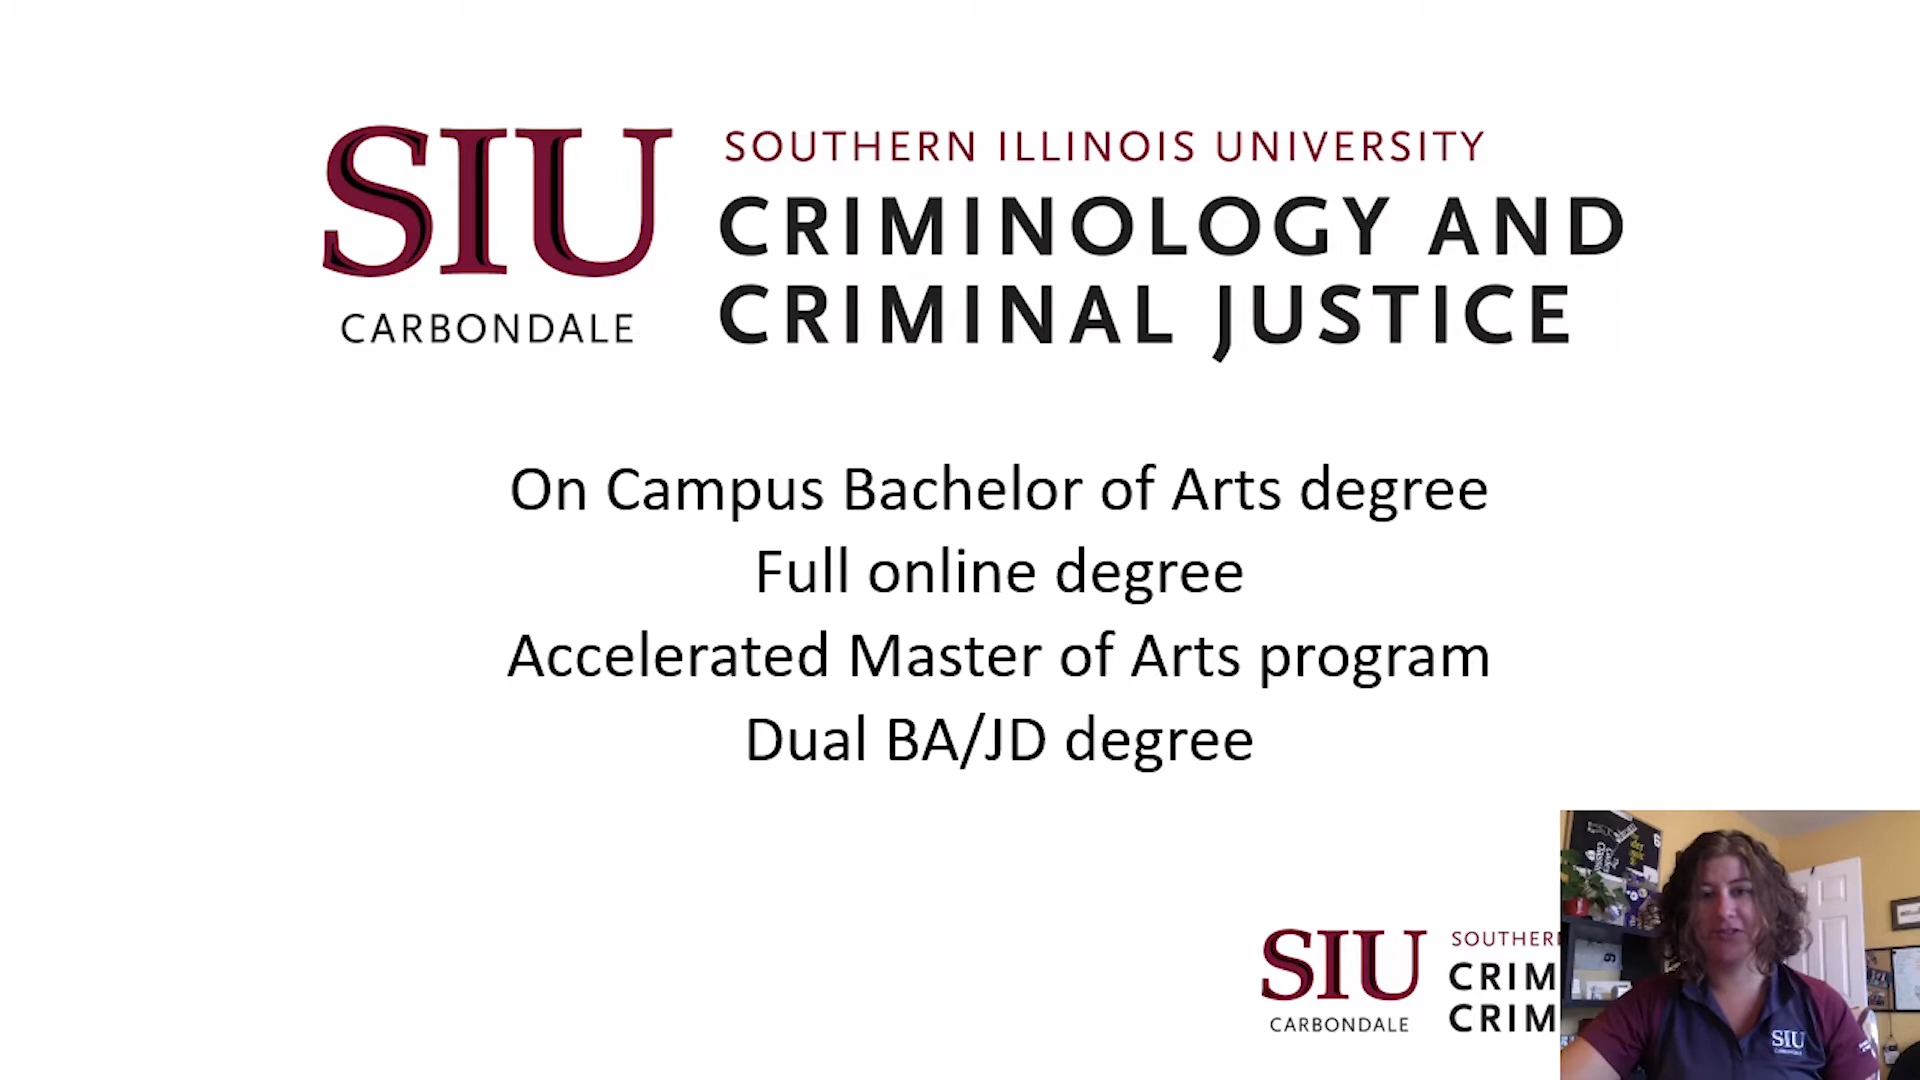 SIU
CARBONDALE
SOUTHERN ILLINOIS UNIVERSITY
CRIMINOLOGY AND
CRIMINAL JUSTICE
On Campus Bachelor of Arts degree
Full online degree
Accelerated Master of Arts program
Dual BA/JD degree
SIU
CARBONDALE
SOUTHER
CRIM
CRIM
SIU